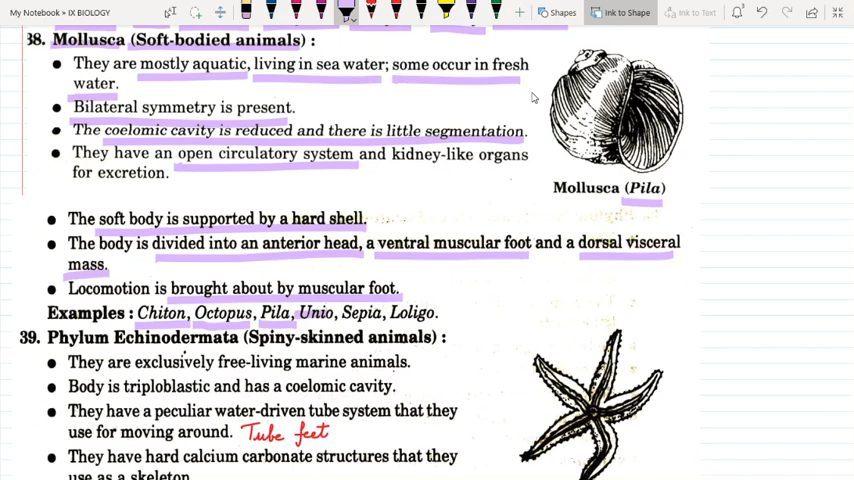 My Notebook » IX BIOLOGY
Shapes
Ink to Shape
Ink to Text
38. Mollusca (Soft-bodied animals) :
• They are mostly aquatic, living in sea water; some occur in fresh
water.
• Bilateral symmetry is present.
• The coelomic cavity is reduced and there is little segmentation.
• They have an open circulatory system and kidney-like organs
for excretion.
Mollusca (Pila)
• The soft body is supported by a hard shell.
• The body is divided into an anterior head, a ventral muscular foot and a dorsal visceral
mass.
• Locomotion is brought about by muscular foot.
Examples : Chiton, Octopus, Pila, Unio, Sepia, Loligo.
39. Phylum Echinodermata (Spiny-skinned animals) :
• They are exclusively free-living marine animals.
• Body is triploblastic and has a coelomic cavity.
• They have a peculiar water-driven tube system that they
use for moving around. Tube feet
• They have hard calcium carbonate structures that they
use as a skeleton.